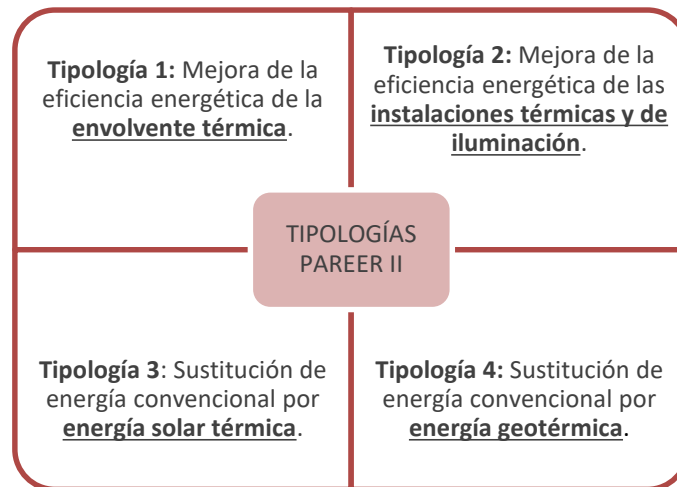 Tipología 1: Mejora de la
eficiencia energética de la
envolvente térmica.
Tipología 2: Mejora de la
eficiencia energética de las
instalaciones térmicas y de
iluminación.
TIPOLOGÍAS
PAREER II
Tipología 3: Sustitución de
energía convencional por
energía solar térmica.
Tipología 4: Sustitución de
energía convencional por
energía geotérmica.